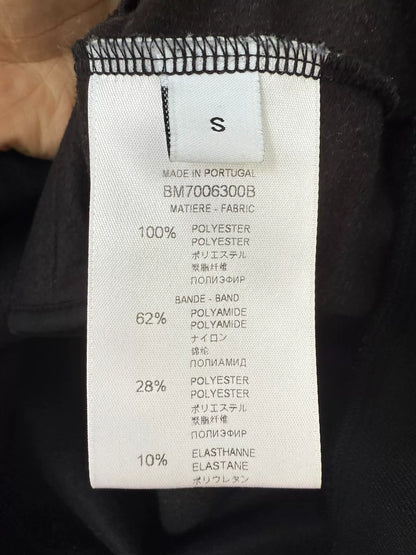 S
MADE IN PORTUGAL
BM7006300B
MATIERE - FABRIC
100% POLYESTER
POLYESTER
ポリエステル
聚脂纤维
ПОЛИЭФИР
BANDE - BAND
62% POLYAMIDE
POLYAMIDE
ナイロン
锦纶
ПОЛИАМИД
28% POLYESTER
POLYESTER
ポリエステル
聚脂纤维
ПОЛИЭФИР
10% ELASTHANNE
ELASTANE
ポリウレタン